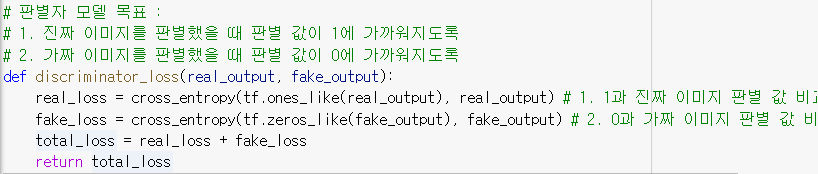 # 판별자 모델 목표 :
# 1. 진짜 이미지를 판별했을 때 판별 값이 1에 가까워지도록
# 2. 가짜 이미지를 판별했을 때 판별 값이 0에 가까워지도록
def discriminator_loss(real_output, fake_output):
    real_loss = cross_entropy(tf.ones_like(real_output), real_output) # 1. 1과 진짜 이미지 판별 값 비교
    fake_loss = cross_entropy(tf.zeros_like(fake_output), fake_output) # 2. 0과 가짜 이미지 판별 값 비
    total_loss = real_loss + fake_loss
    return total_loss